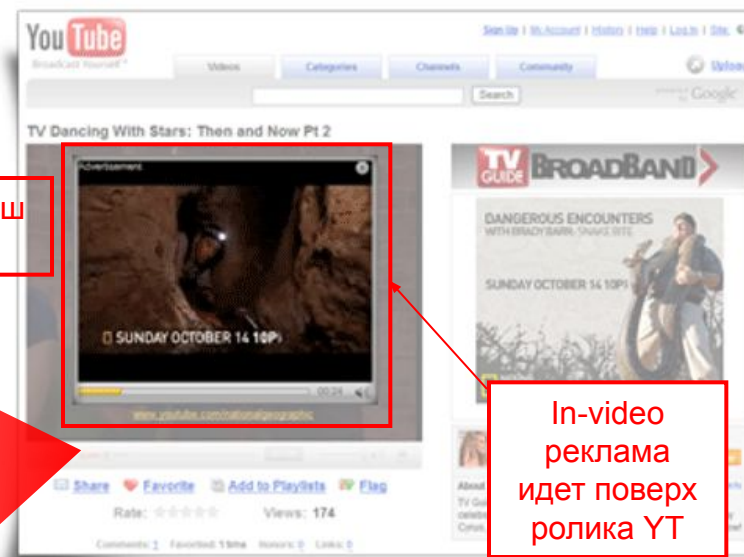 You Tube
Broadcast Yourself™
Sign Up | My Account | History | Help | Log In | Site:
Videos Categories Channels Community Upload
Search Google
TV Dancing With Stars: Then and Now Pt 2
Advertisement
SUNDAY OCTOBER 14 10P
00:24
www.youtube.com/nationalgeographic
Share Favorite Add to Playlists Flag
Rate: Views: 174
Comments: 1 Favorited: 1 time Honors: 0 Links: 0
TV GUIDE BROADBAND
DANGEROUS ENCOUNTERS
WITH BRADY BARR: SNAKE BITE
SUNDAY OCTOBER 14 10P
About
TV
ш
In-video
реклама
идет поверх
ролика YT